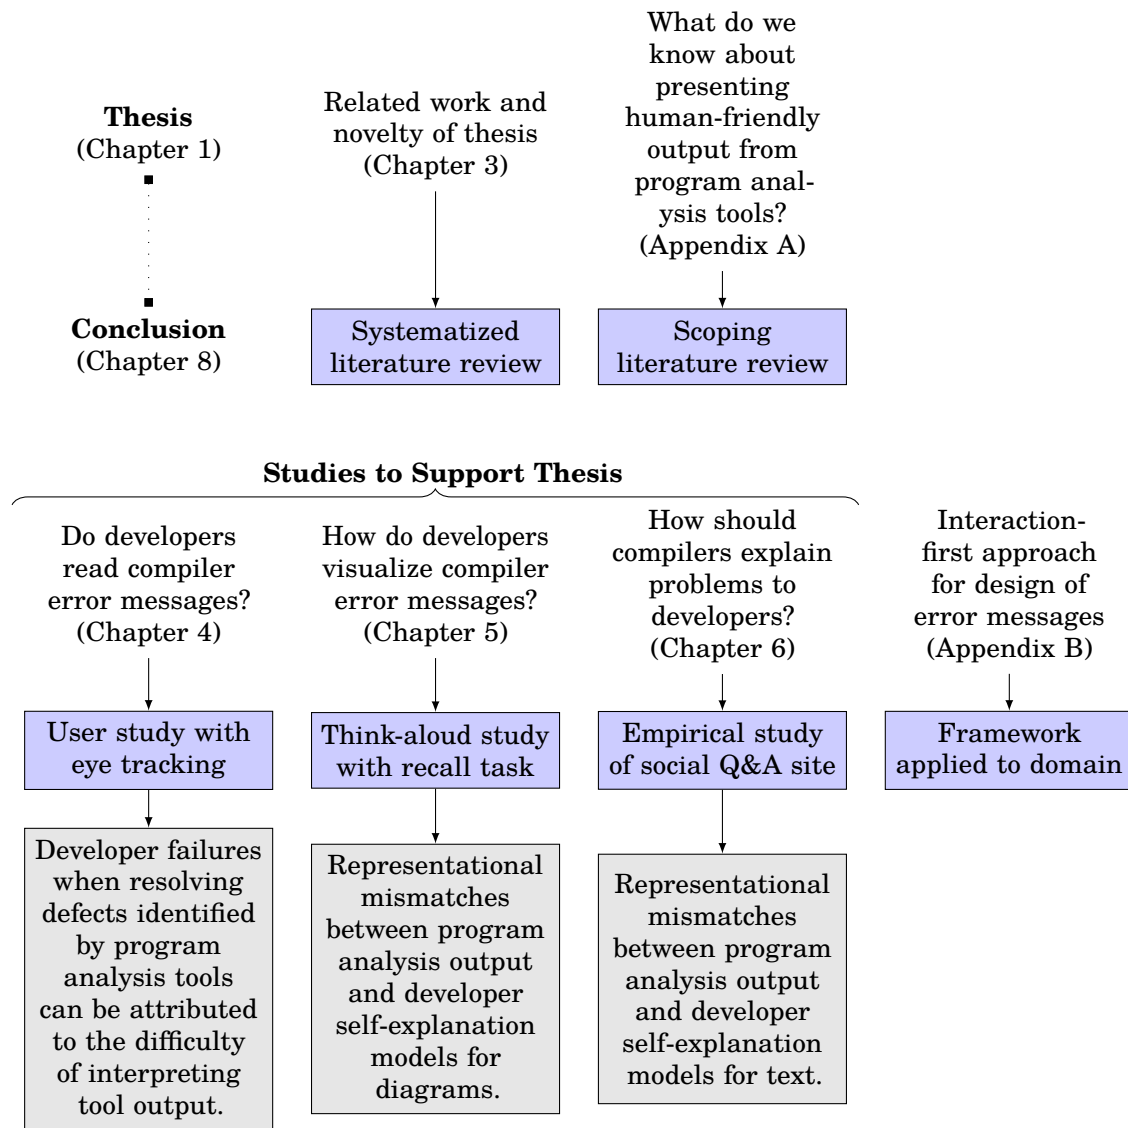 Thesis
(Chapter 1)
Conclusion
(Chapter 8)
Related work and
novelty of thesis
(Chapter 3)
Systematized
literature review
What do we
know about
presenting
human-friendly
output from
program anal-
ysis tools?
(Appendix A)
Scoping
literature review
Studies to Support Thesis
Do developers
read compiler
error messages?
(Chapter 4)
User study with
eye tracking
Developer failures
when resolving
defects identified
by program
analysis tools
can be attributed
to the difficulty
of interpreting
tool output.
How do developers
visualize compiler
error messages?
(Chapter 5)
Think-aloud study
with recall task
Representational
mismatches
between program
analysis output
and developer
self-explanation
models for
diagrams.
How should
compilers explain
problems to
developers?
(Chapter 6)
Empirical study
of social Q&A site
Representational
mismatches
between program
analysis output
and developer
self-explanation
models for text.
Interaction-
first approach
for design of
error messages
(Appendix B)
Framework
applied to domain